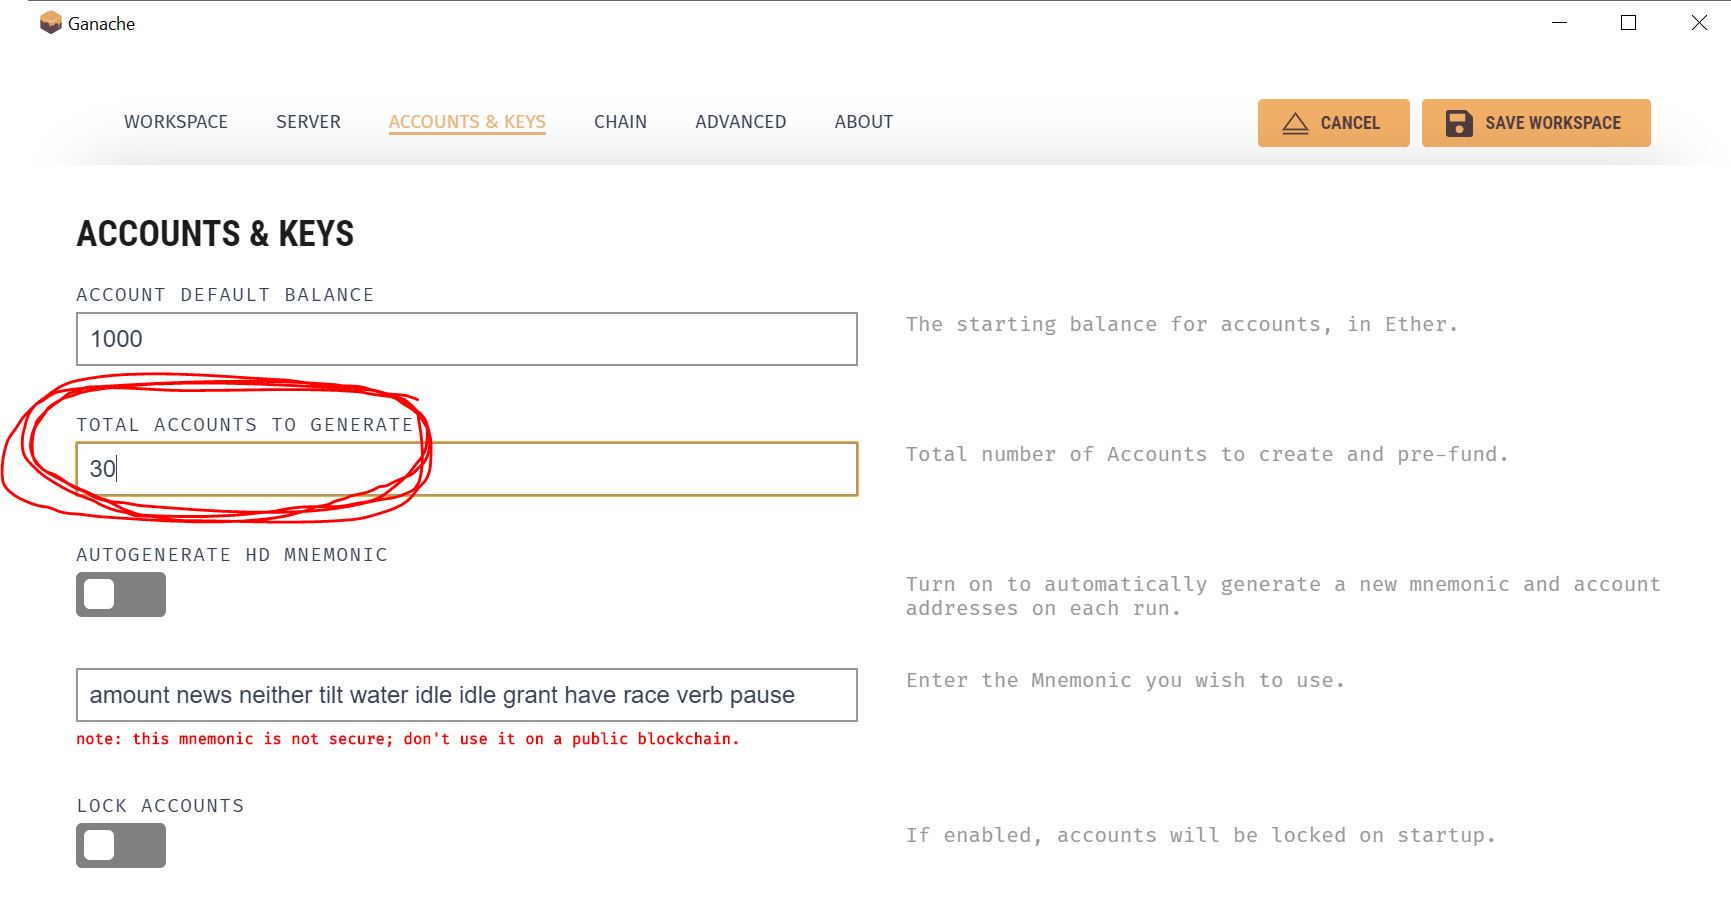 Ganache
WORKSPACE SERVER ACCOUNTS & KEYS CHAIN ADVANCED ABOUT CANCEL SAVE WORKSPACE
ACCOUNTS & KEYS
ACCOUNT DEFAULT BALANCE
1000
The starting balance for accounts, in Ether.
TOTAL ACCOUNTS TO GENERATE
30
Total number of Accounts to create and pre-fund.
AUTOGENERATE HD MNEMONIC
Turn on to automatically generate a new mnemonic and account
addresses on each run.
amount news neither tilt water idle idle grant have race verb pause
Enter the Mnemonic you wish to use.
note: this mnemonic is not secure; don't use it on a public blockchain.
LOCK ACCOUNTS
If enabled, accounts will be locked on startup.